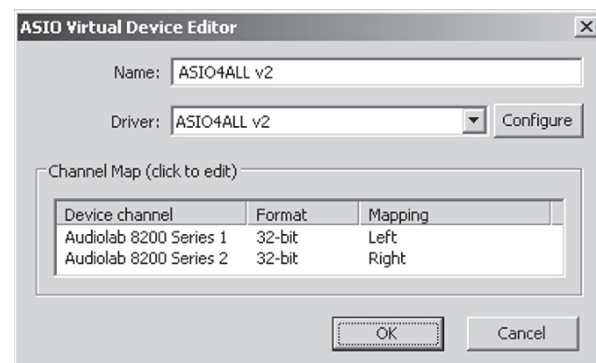 ASIO Virtual Device Editor
Name: ASIO4ALL v2
Driver: ASIO4ALL v2 Configure
Channel Map (click to edit)
Device channel Format Mapping
Audiolab 8200 Series 1 32-bit Left
Audiolab 8200 Series 2 32-bit Right
OK Cancel